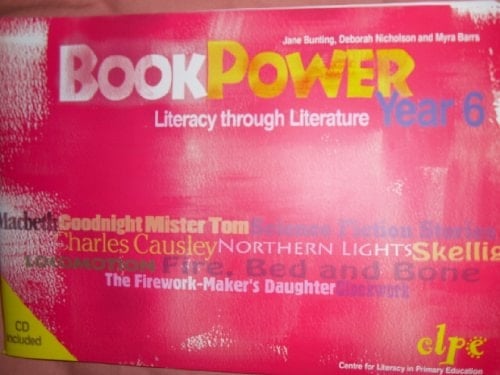 Jane Bunting, Deborah Nicholson and Myra Barrs
BOOKPOWER
Year 6
Literacy through Literature
Macbeth Goodnight Mister Tom Science Fiction Stories
Charles Causley NORTHERN LIGHTS Skellig
LOCOMOTION Fire, Bed and Bone
The Firework-Maker's Daughter Clockwork
CD
included
clpe
Centre for Literacy in Primary Education